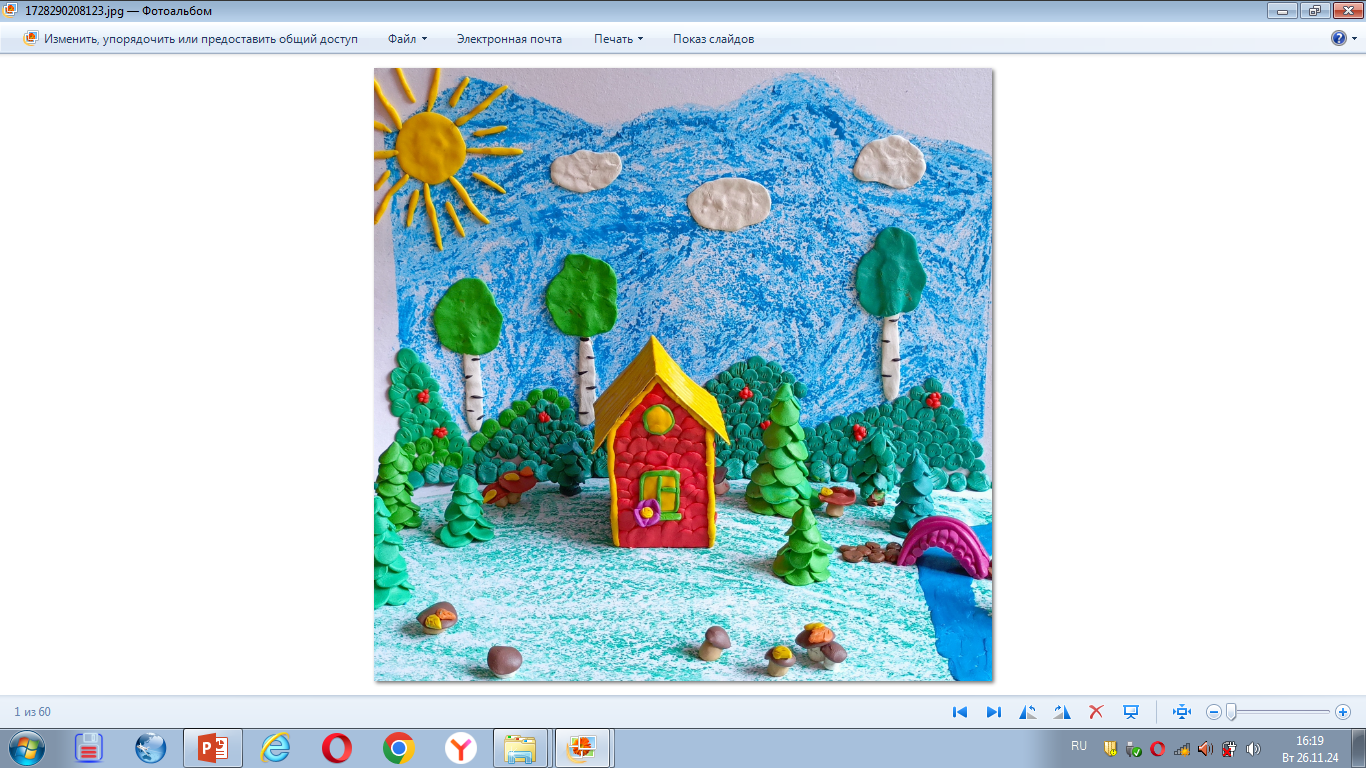 1728290208123.jpg — Фотоальбом
Изменить, упорядочить или предоставить общий доступ Файл Электронная почта Печать Показ слайдов
1 из 60
RU
16:19
Вт 26.11.24